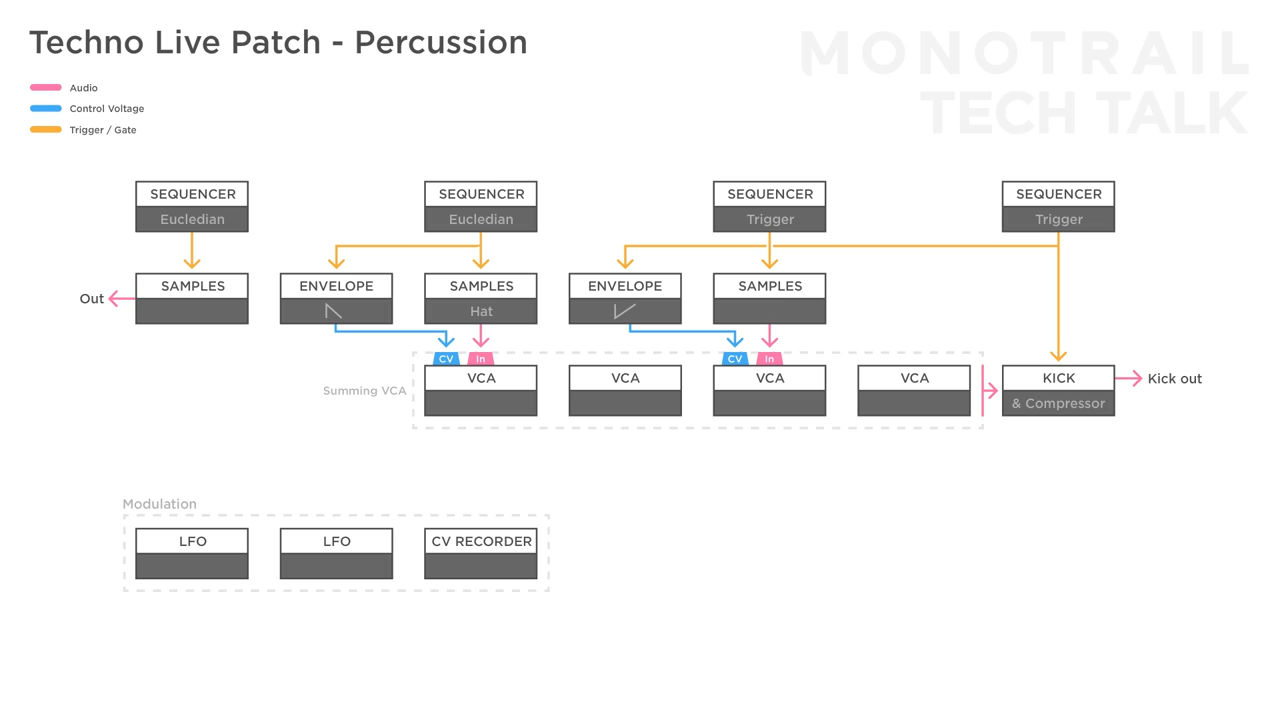 Techno Live Patch - Percussion
MONOTRAIL
TECH TALK
Audio
Control Voltage
Trigger / Gate
SEQUENCER
Eucledian
SEQUENCER
Eucledian
SEQUENCER
Trigger
SEQUENCER
Trigger
Out
SAMPLES
ENVELOPE
SAMPLES
Hat
ENVELOPE
SAMPLES
CV
In
CV
In
Summing VCA
VCA
VCA
VCA
VCA
KICK
& Compressor
Kick out
Modulation
LFO
LFO
CV RECORDER